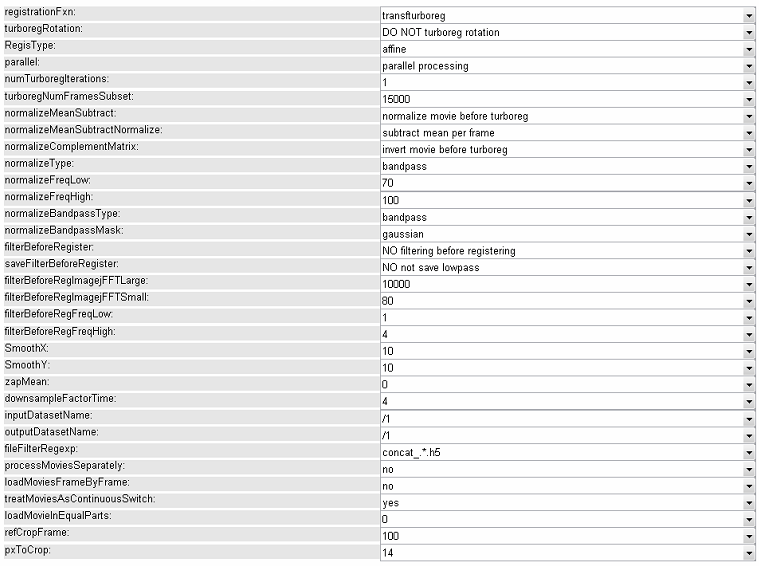 registrationFxn: transfturboreg
turboregRotation: DO NOT turboreg rotation
RegisType: affine
parallel: parallel processing
numTurboregIterations: 1
turboregNumFramesSubset: 15000
normalizeMeanSubtract: normalize movie before turboreg
normalizeMeanSubtractNormalize: subtract mean per frame
normalizeComplementMatrix: invert movie before turboreg
normalizeType: bandpass
normalizeFreqLow: 70
normalizeFreqHigh: 100
normalizeBandpassType: bandpass
normalizeBandpassMask: gaussian
filterBeforeRegister: NO filtering before registering
saveFilterBeforeRegister: NO not save lowpass
filterBeforeRegImagejFFTLarge: 10000
filterBeforeRegImagejFFTSmall: 80
filterBeforeRegFreqLow: 1
filterBeforeRegFreqHigh: 4
SmoothX: 10
SmoothY: 10
zapMean: 0
downsampleFactorTime: 4
inputDatasetName: /1
outputDatasetName: /1
fileFilterRegexp: concat_.*.h5
processMoviesSeparately: no
loadMoviesFrameByFrame: no
treatMoviesAsContinuousSwitch: yes
loadMovieInEqualParts: 0
refCropFrame: 100
pxToCrop: 14